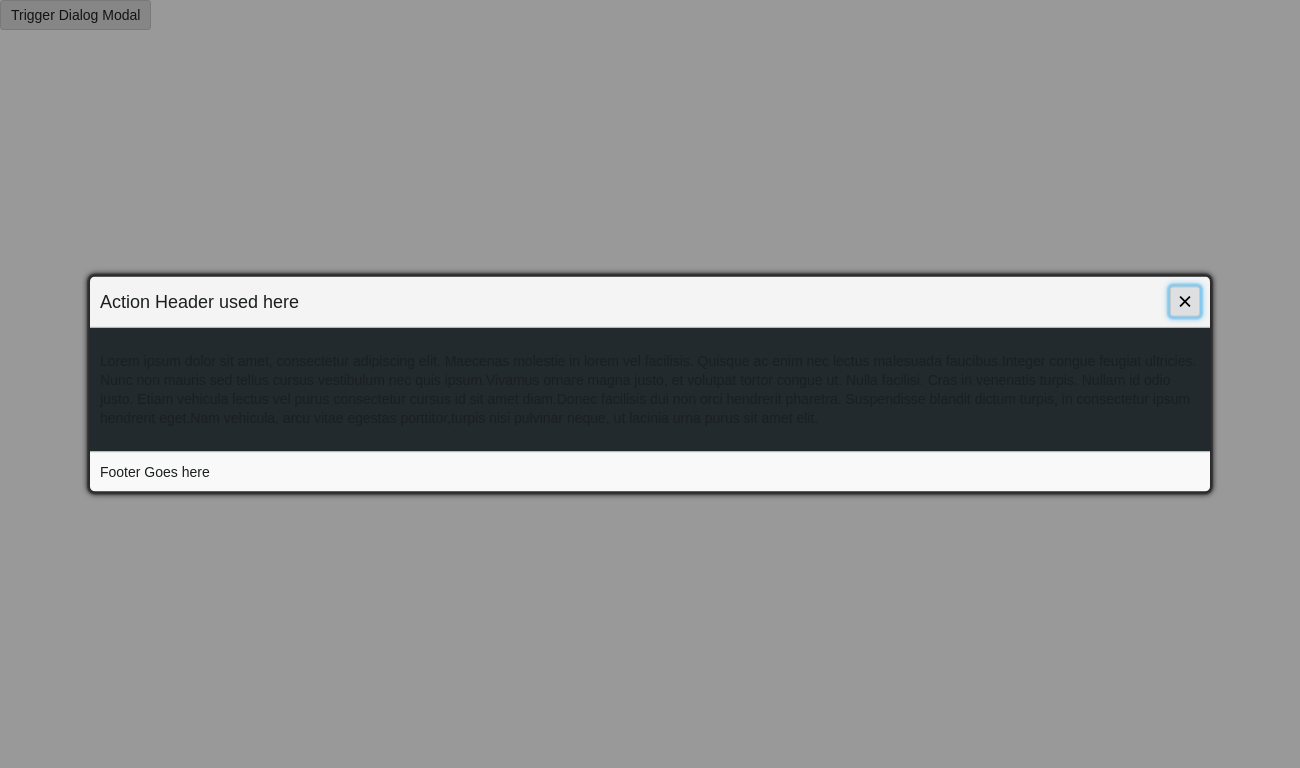 Trigger Dialog Modal
Action Header used here
Lorem ipsum dolor sit amet, consectetur adipiscing elit. Maecenas molestie in lorem vel facilisis. Quisque ac enim nec lectus malesuada faucibus.Integer congue feugiat ultricies.
Nunc non mauris sed tellus cursus vestibulum nec quis ipsum.Vivamus ornare magna justo, et volutpat tortor congue ut. Nulla facilisi. Cras in venenatis turpis. Nullam id odio
justo. Etiam vehicula lectus vel purus consectetur cursus id sit amet diam.Donec facilisis dui non orci hendrerit pharetra. Suspendisse blandit dictum turpis, in consectetur ipsum
hendrerit eget.Nam vehicula, arcu vitae egestas porttitor,turpis nisi pulvinar neque, ut lacinia urna purus sit amet elit.
Footer Goes here